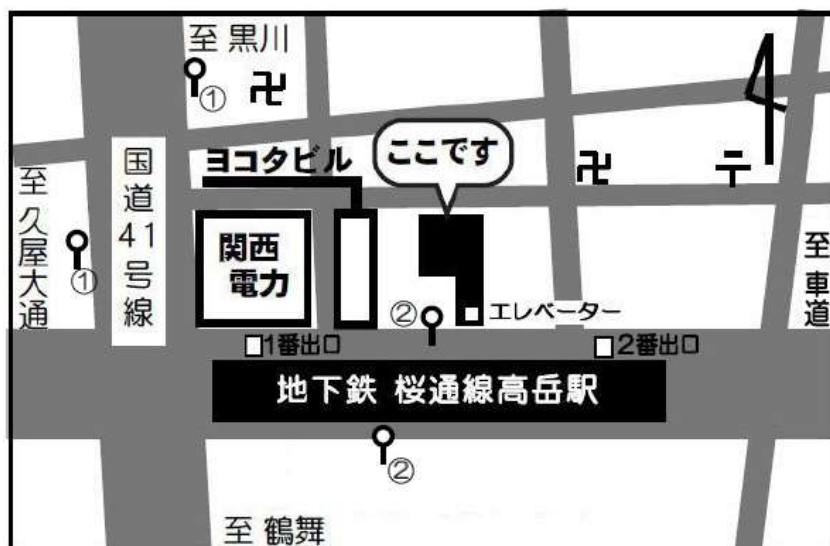 至 黒川
①
卍
ヨコタビル
ここです
卍
〒
国道41号線
至 久屋大通
①
関西
電力
②
エレベーター
至 車道
1番出口
2番出口
地下鉄 桜通線高岳駅
②
至 鶴舞